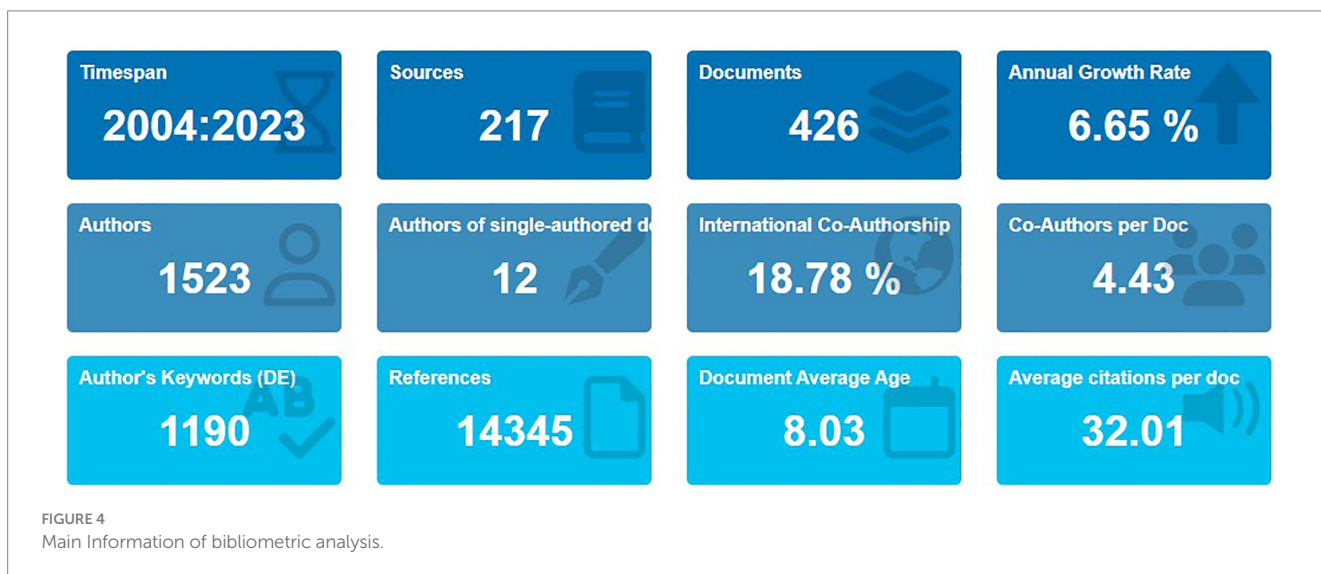 Timespan
2004:2023
Sources
217
Documents
426
Annual Growth Rate
6.65 %
Authors
1523
Authors of single-authored
12
International Co-Authorship
18.78 %
Co-Authors per Doc
4.43
Author's Keywords (DE)
1190
References
14345
Document Average Age
8.03
Average citations per doc
32.01
AB
FIGURE 4
Main Information of bibliometric analysis.